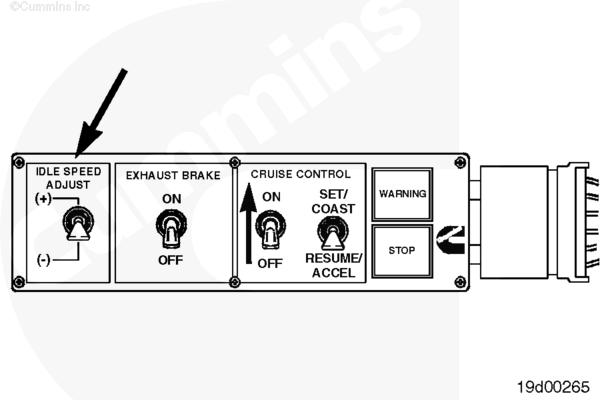 ©Cummins Inc
cummins
IDLE SPEED
ADJUST
(+)
(-)
EXHAUST BRAKE
ON
OFF
CRUISE CONTROL
ON
OFF
SET/
COAST
RESUME/
ACCEL
WARNING
STOP
19d00265